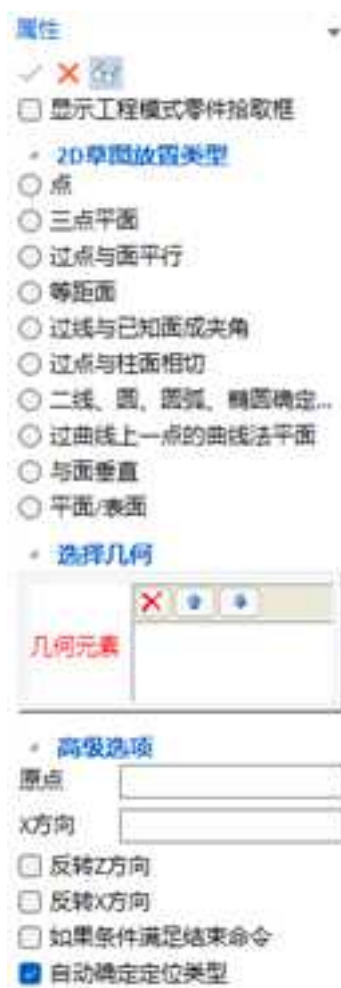 属性
显示工程模式零件拾取框
2D草图放置类型
点
三点平面
过点与面平行
等距面
过线与已知面成夹角
过点与柱面相切
二线、圆、圆弧、椭圆确定...
过曲线上一点的曲线法平面
与面垂直
平面/表面
选择几何
几何元素
高级选项
原点
X方向
反转Z方向
反转X方向
如果条件满足结束命令
自动确定定位类型